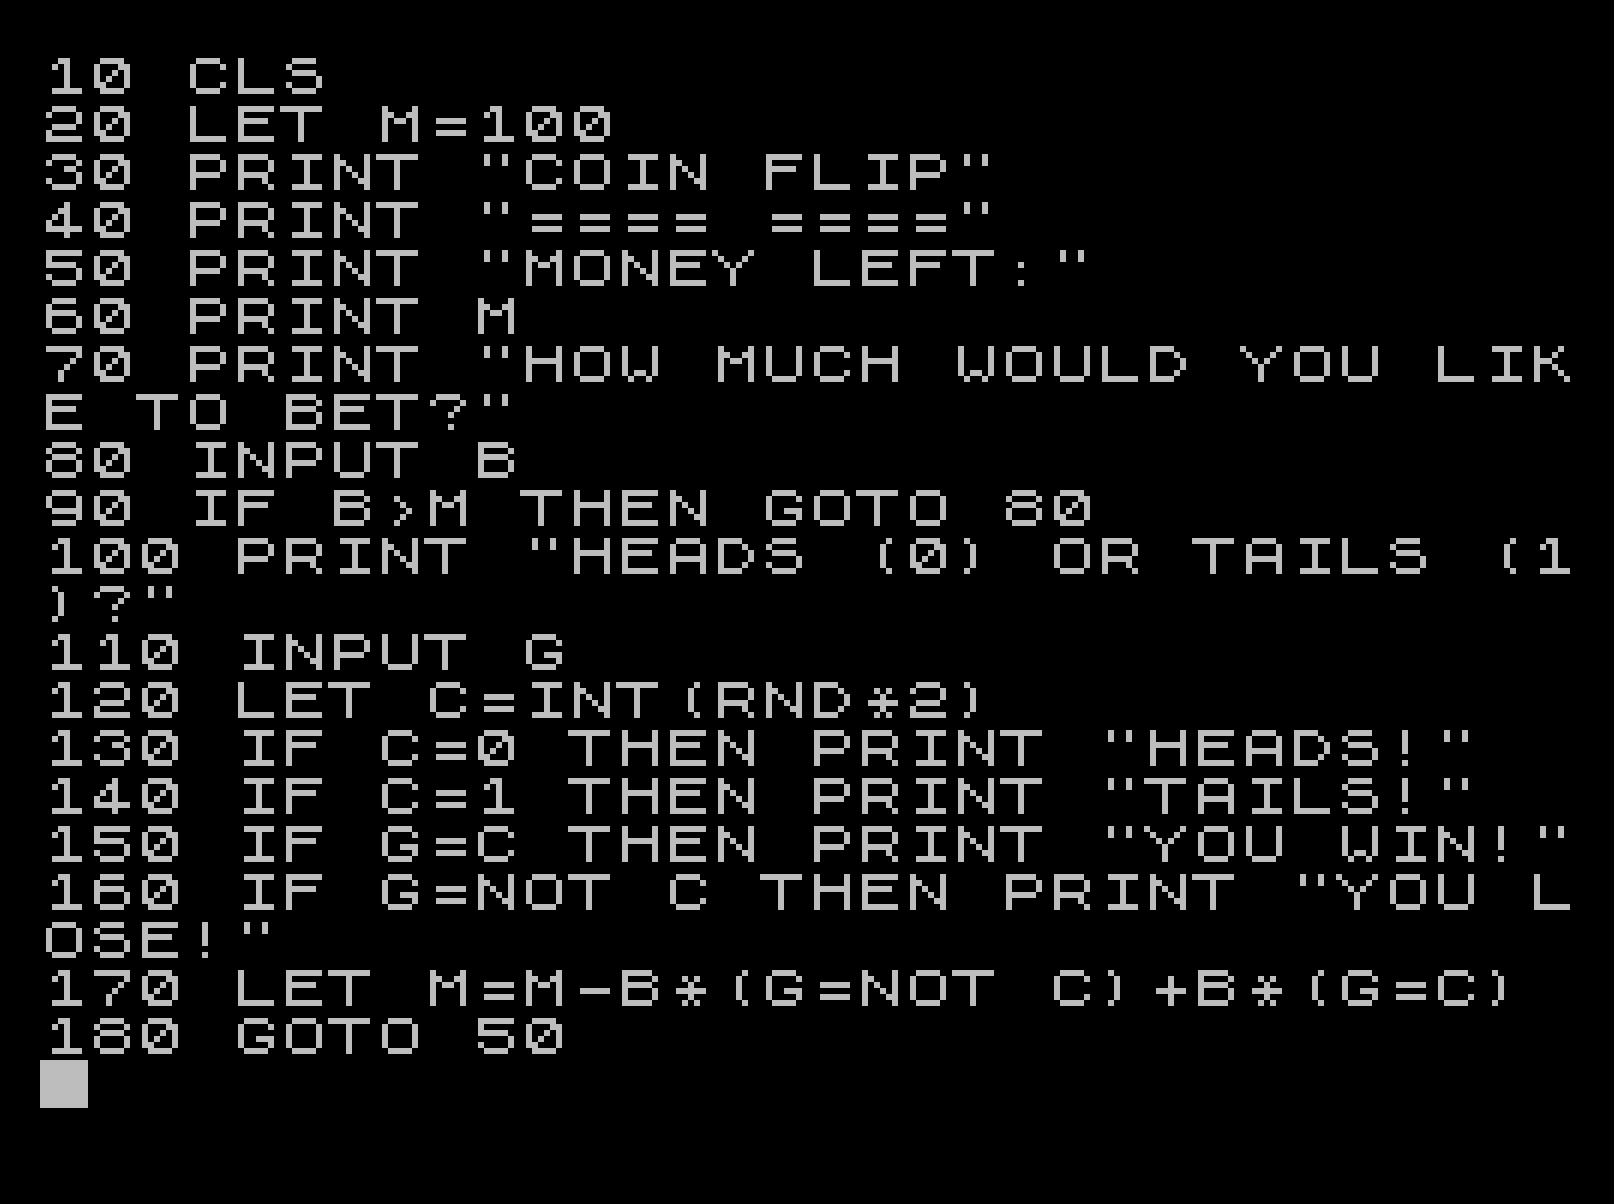 10 CLS
20 LET M=100
30 PRINT "COIN FLIP"
40 PRINT "==== ===="
50 PRINT "MONEY LEFT:"
60 PRINT M
70 PRINT "HOW MUCH WOULD YOU LIK
E TO BET?"
80 INPUT B
90 IF B>M THEN GOTO 80
100 PRINT "HEADS (0) OR TAILS (1
)?"
110 INPUT G
120 LET C=INT(RND*2)
130 IF C=0 THEN PRINT "HEADS!"
140 IF C=1 THEN PRINT "TAILS!"
150 IF G=C THEN PRINT "YOU WIN!"
160 IF G=NOT C THEN PRINT "YOU L
OSE!"
170 LET M=M-B*(G=NOT C)+B*(G=C)
180 GOTO 50